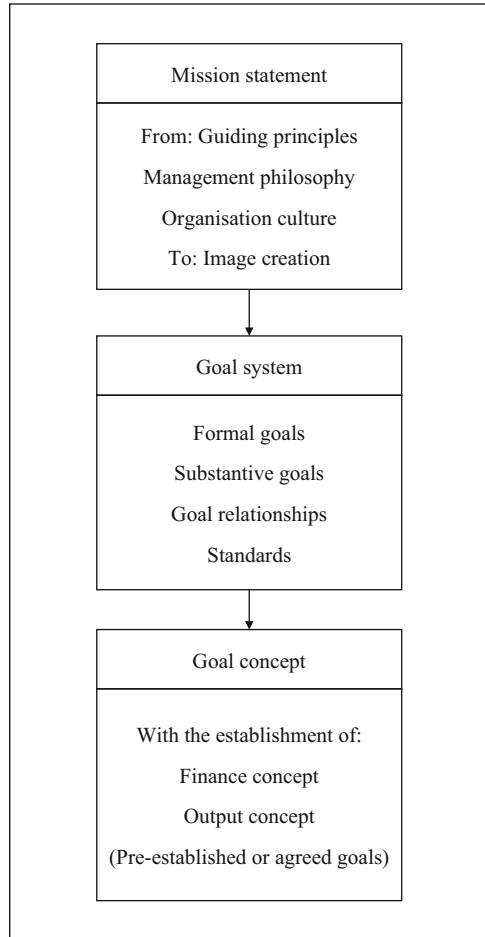 Mission statement
From: Guiding principles
Management philosophy
Organisation culture
To: Image creation
Goal system
Formal goals
Substantive goals
Goal relationships
Standards
Goal concept
With the establishment of:
Finance concept
Output concept
(Pre-established or agreed goals)